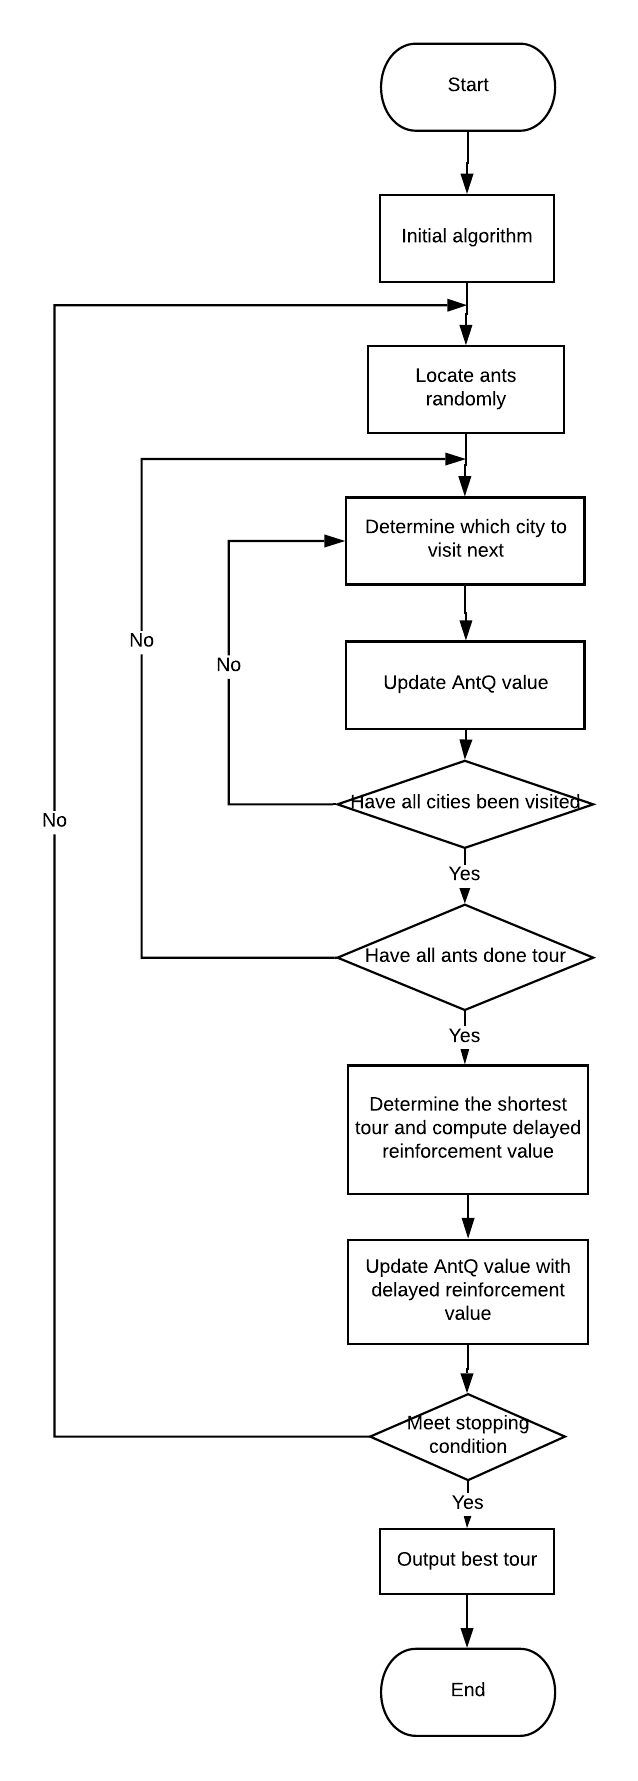 Start
Initial algorithm
Locate ants
randomly
Determine which city to
visit next
No
No
Update AntQ value
Have all cities been visited
No
Yes
Have all ants done tour
Yes
Determine the shortest
tour and compute delayed
reinforcement value
Update AntQ value with
delayed reinforcement
value
Meet stopping
condition
Yes
Output best tour
End